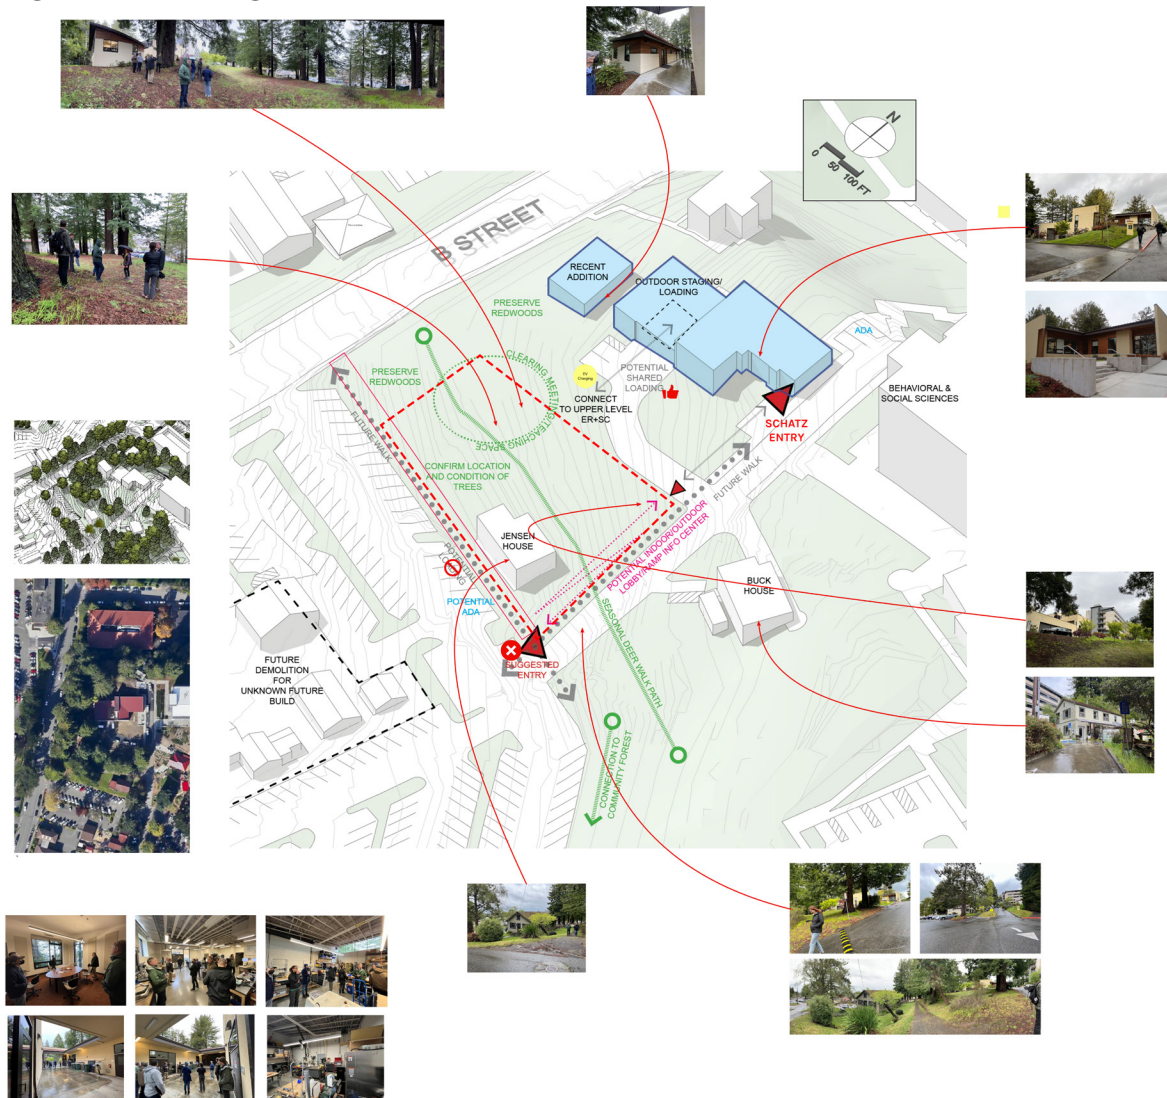 N
0
50
100 FT
B STREET
RECENT
ADDITION
OUTDOOR STAGING/
LOADING
PRESERVE
REDWOODS
ADA
CLEARING MEETING/TEACHING SPACE
PRESERVE
REDWOODS
EV
Charging
POTENTIAL
SHARED
LOADING
CONNECT
TO UPPER LEVEL
ER+SC
BEHAVIORAL &
SOCIAL SCIENCES
SCHATZ
ENTRY
FUTURE WALK
FUTURE WALK
CONFIRM LOCATION
AND CONDITION OF
TREES
JENSEN
HOUSE
POTENTIAL INDOOR/OUTDOOR
LOBBY/RAMP INFO CENTER
POTENTIAL
BUCK
HOUSE
POTENTIAL
ADA
SEASONAL DEER WALK PATH
SUGGESTED
ENTRY
FUTURE
DEMOLITION
FOR
UNKNOWN FUTURE
BUILD
CONNECTION TO
COMMUNITY FOREST